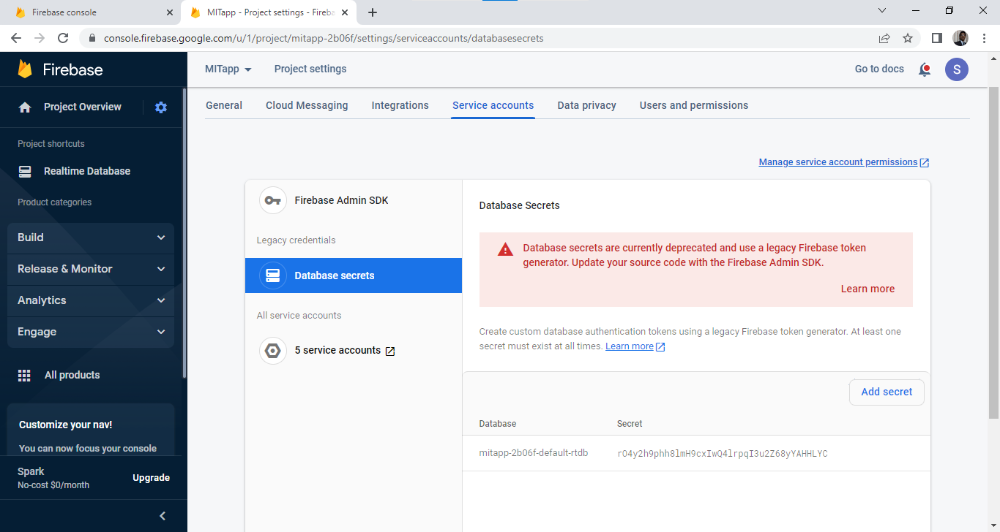 Firebase console
MITapp - Project settings - Fireba
console.firebase.google.com/u/1/project/mitapp-2b06f/settings/serviceaccounts/databasesecrets
Firebase
MITapp
Project settings
Go to docs
S
Project Overview
Project shortcuts
Realtime Database
Product categories
Build
Release & Monitor
Analytics
Engage
All products
Customize your nav!
You can now focus your console
Spark
No-cost $0/month
Upgrade
General
Cloud Messaging
Integrations
Service accounts
Data privacy
Users and permissions
Manage service account permissions
Firebase Admin SDK
Legacy credentials
Database secrets
All service accounts
5 service accounts
Database Secrets
Database secrets are currently deprecated and use a legacy Firebase token
generator. Update your source code with the Firebase Admin SDK.
Learn more
Create custom database authentication tokens using a legacy Firebase token generator. At least one
secret must exist at all times. Learn more
Add secret
Database
Secret
mitapp-2b06f-default-rtdb
rO4y2h9phh8lmH9cxIwQ4lrpqI3u2Z68yYAHHLYC